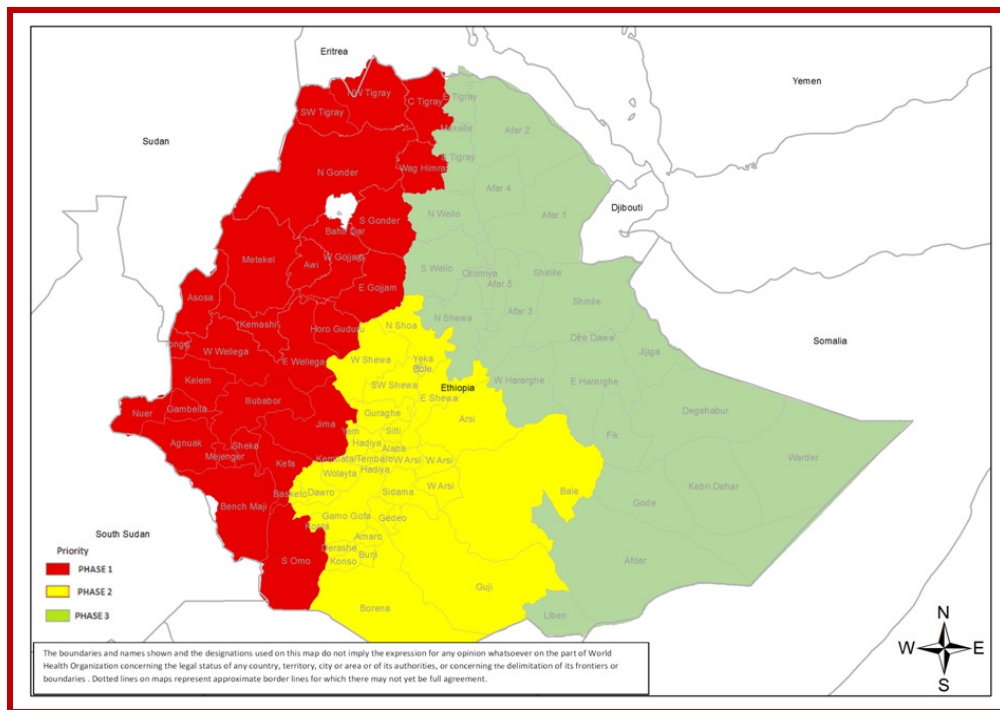 Eritrea
Yemen
Sudan
NW Tigray
SW Tigray
C Tigray
E Tigray
Mekelle
Afar 2
S Tigray
Wag Himra
N Gonder
Afar 4
Djibouti
N Wello
Afar 1
S Gonder
Bahir Dar
W Gojjam
Metekel
Awi
S Wello
Oromiya
Shinile
Afar 5
E Gojjam
Asosa
Shinile
Afar 3
N Shewa
Kemashi
Horo Guduru
N Shoa
Dire Dawa
Somalia
Tongo
W Wellega
E Wellega
W Shewa
Yeka
Bole
Jijiga
Kelem
SW Shewa
Ethiopia
W Harerghe
E Harerghe
E Shewa
Nuer
Gambella
Illubabor
Guraghe
Arsi
Degehabur
Jima
Yem
Silti
Hadiya
Fik
Agnuak
Sheka
Mejenger
Alaba
Kembata/Tembaro
W Arsi
W Arsi
Warder
Kefa
Wolayta
Hadiya
Kebri Dehar
Basketo
Dawro
Sidama
W Arsi
Bale
Gode
Bench Maji
Gamo Gofa
Gedeo
Konta
Amaro
South Sudan
Derashe
Burji
Konso
S Omo
Afder
Guji
Borena
Liben
Priority
PHASE 1
PHASE 2
PHASE 3
N
W
E
S
The boundaries and names shown and the designations used on this map do not imply the expression for any opinion whatsoever on the part of World
Health Organization concerning the legal status of any country, territory, city or area or of its authorities, or concerning the delimitation of its frontiers or
boundaries . Dotted lines on maps represent approximate border lines for which there may not yet be full agreement.